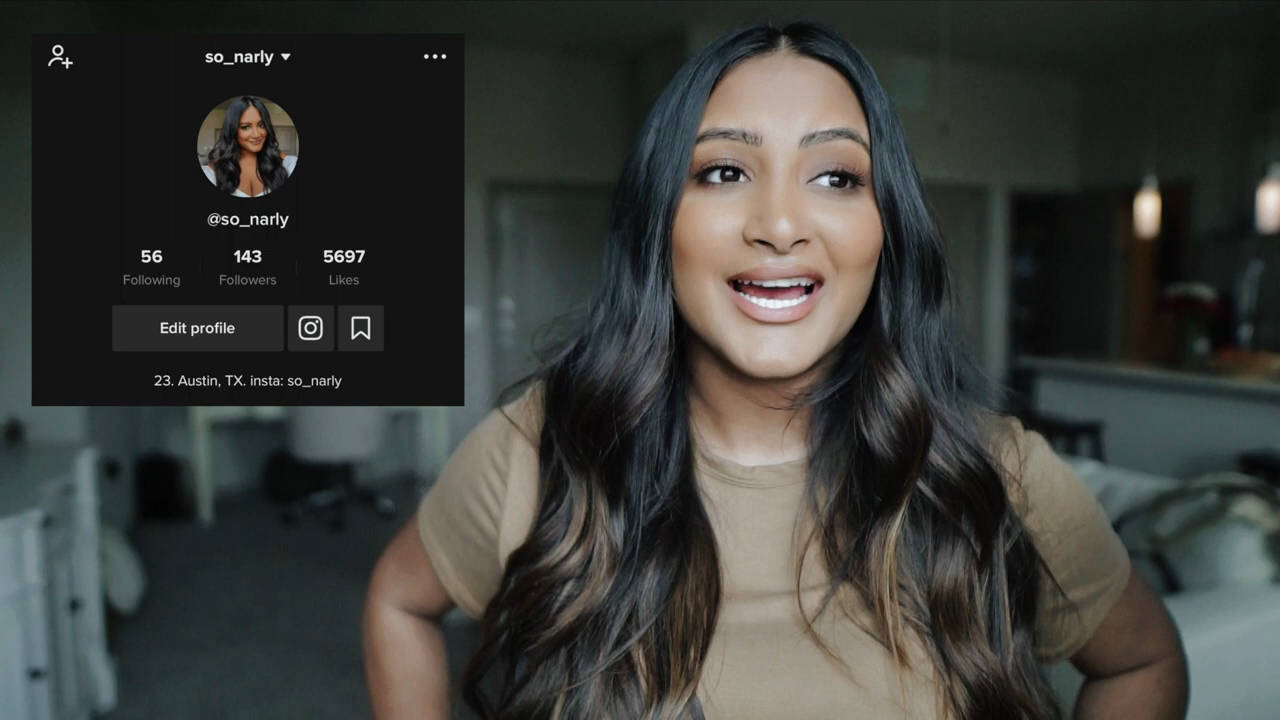 so_narly
@so_narly
56 143 5697
Following Followers Likes
Edit profile
23. Austin, TX. insta: so_narly